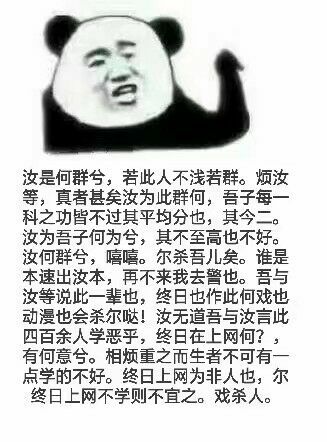 汝是何群兮，若此人不浅若群。烦汝
等，真者甚矣汝为此群何，吾子每一
科之功皆不过其平均分也，其今二。
汝为吾子何为兮，其不至高也不好。
汝何群兮，嘻嘻。尔杀吾儿矣。谁是
本速出汝本，再不来我去警也。吾与
汝等说此一辈也，终日也作此何戏也
动漫也会杀尔哒！汝无道吾与汝言此
四百余人学恶乎，终日在上网何？，
有何意兮。相烦重之而生者不可有一
点学的不好。终日上网为非人也，尔
终日上网不学则不宜之。戏杀人。